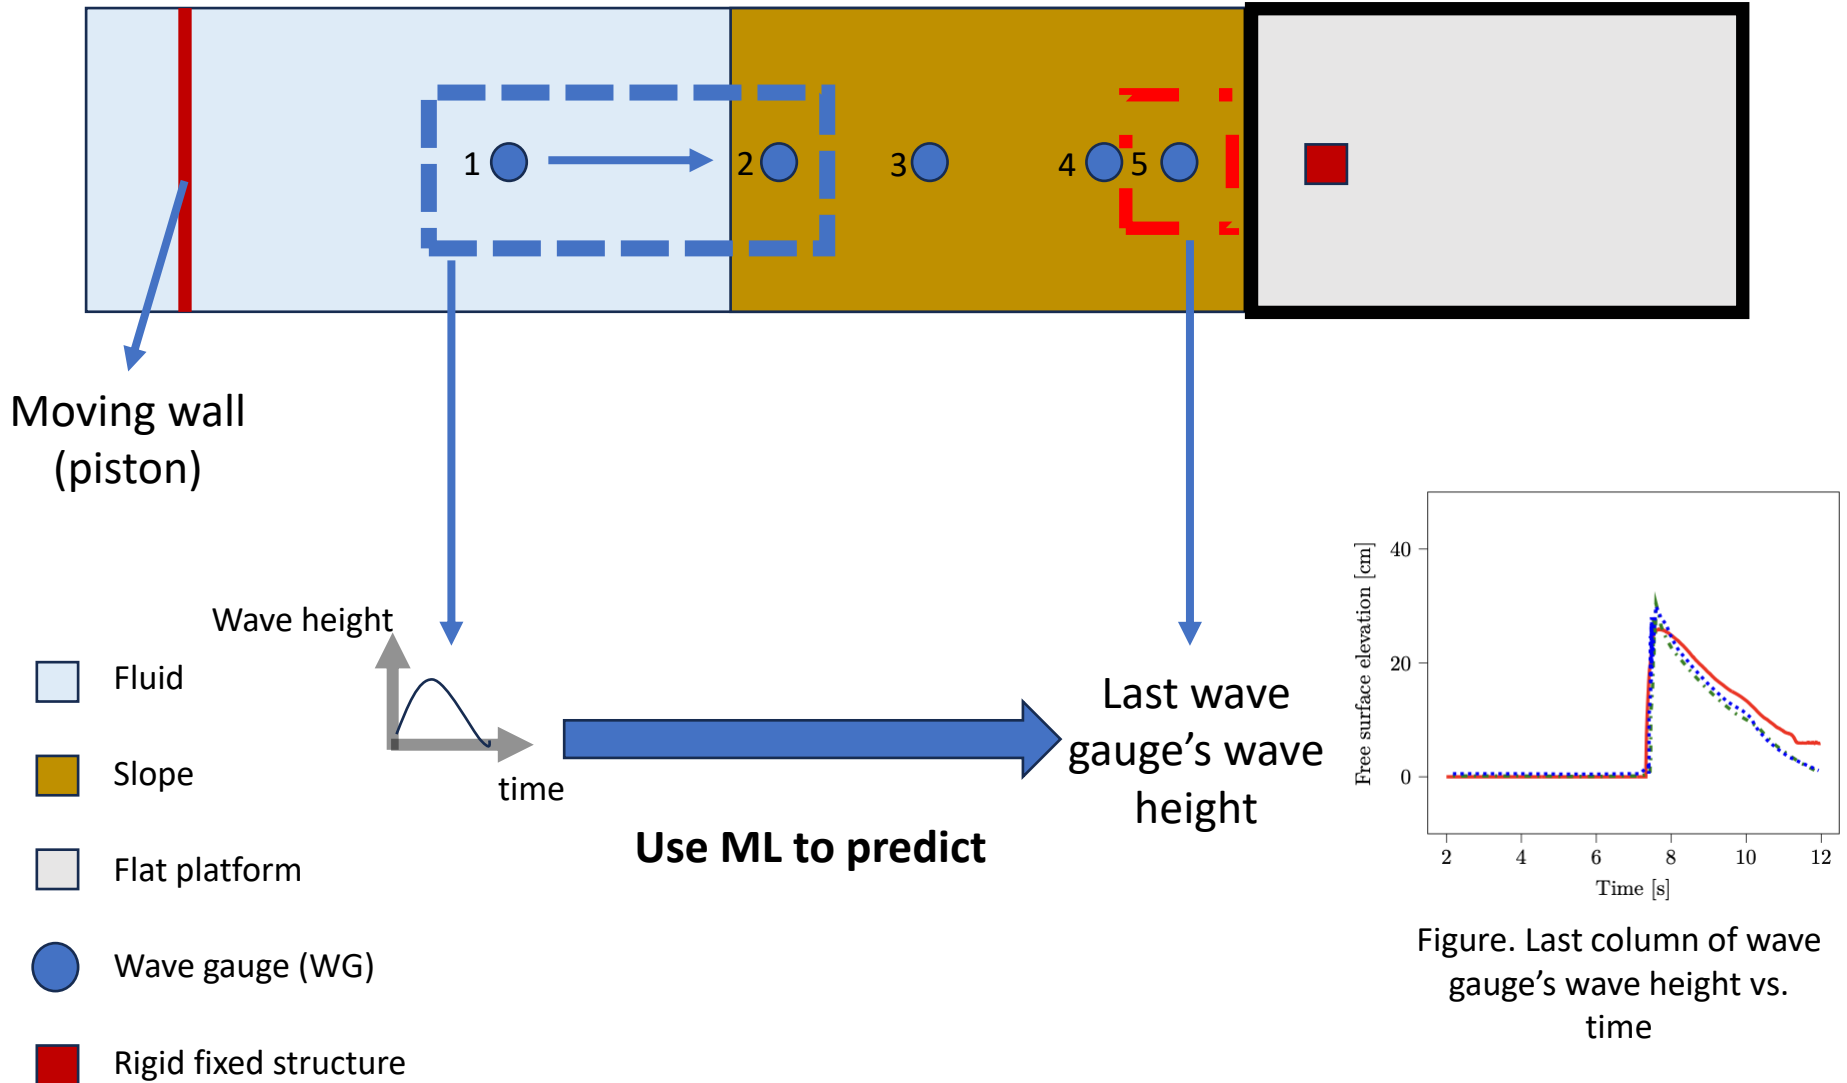 1
2
3
4
5
Moving wall
(piston)
Wave height
time
Use ML to predict
Last wave
gauge’s wave
height
Fluid
Slope
Flat platform
Wave gauge (WG)
Rigid fixed structure
Free surface elevation [cm]
40
20
0
2 4 6 8 10 12
Time [s]
Figure. Last column of wave
gauge’s wave height vs.
time